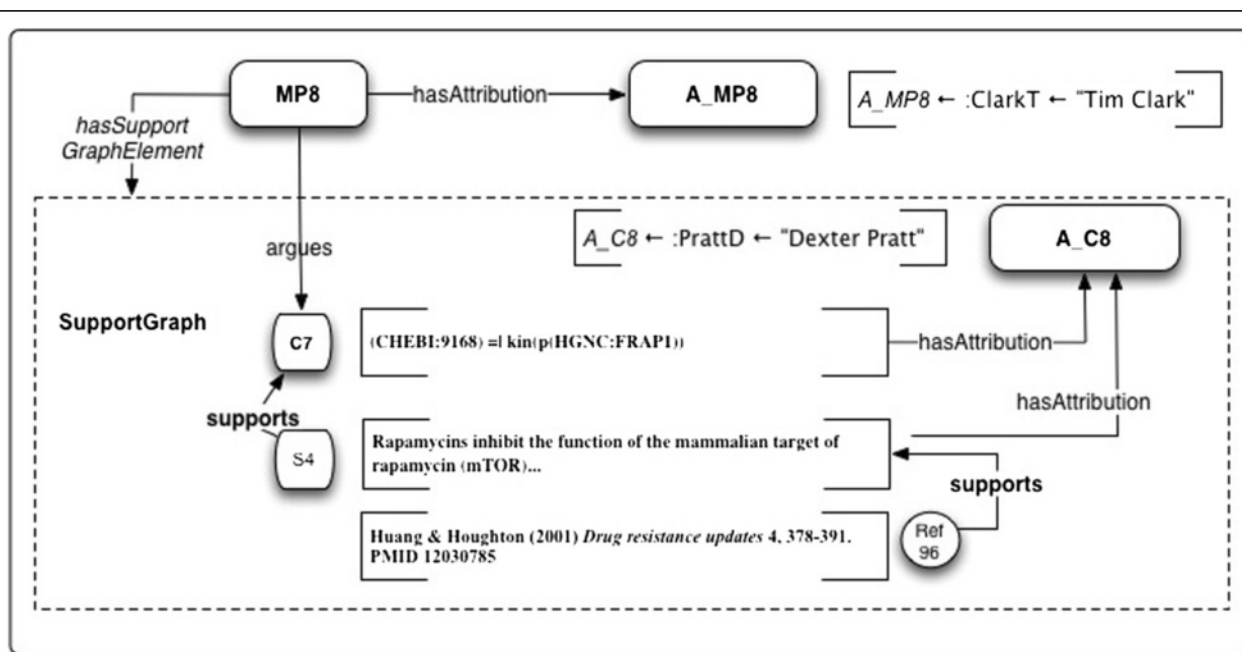 MP8
hasAttribution
A_MP8
A_MP8 ← :ClarkT ← "Tim Clark"
hasSupport
GraphElement
argues
A_C8 ← :PrattD ← "Dexter Pratt"
A_C8
SupportGraph
C7
(CHEBI:9168) =| kin(p(HGNC:FRAP1))
hasAttribution
hasAttribution
supports
S4
Rapamycins inhibit the function of the mammalian target of
rapamycin (mTOR)...
supports
Huang & Houghton (2001) Drug resistance updates 4, 378-391.
PMID 12030785
Ref
96